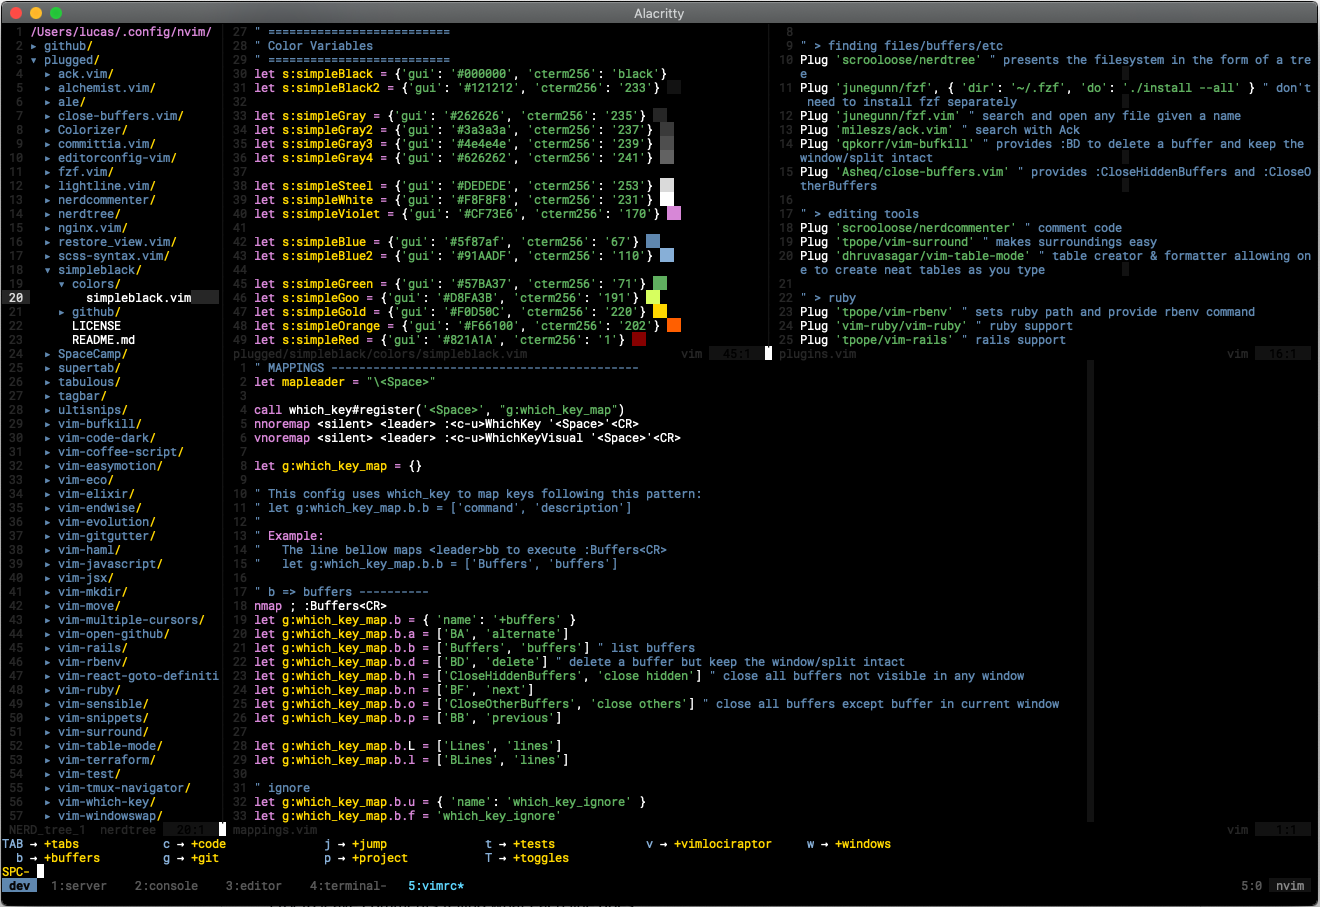 Alacritty
1 /Users/lucas/.config/nvim/
2 ▸ github/
3 ▾ plugged/
4 ▸ ack.vim/
5 ▸ alchemist.vim/
6 ▸ ale/
7 ▸ close-buffers.vim/
8 ▸ Colorizer/
9 ▸ committia.vim/
10 ▸ editorconfig-vim/
11 ▸ fzf.vim/
12 ▸ lightline.vim/
13 ▸ nerdcommenter/
14 ▸ nerdtree/
15 ▸ nginx.vim/
16 ▸ restore_view.vim/
17 ▸ scss-syntax.vim/
18 ▾ simpleblack/
19 ▾ colors/
20 simpleblack.vim
21 ▸ github/
22 LICENSE
23 README.md
24 ▸ SpaceCamp/
25 ▸ supertab/
26 ▸ tabulous/
27 ▸ tagbar/
28 ▸ ultisnips/
29 ▸ vim-bufkill/
30 ▸ vim-code-dark/
31 ▸ vim-coffee-script/
32 ▸ vim-easymotion/
33 ▸ vim-eco/
34 ▸ vim-elixir/
35 ▸ vim-endwise/
36 ▸ vim-evolution/
37 ▸ vim-gitgutter/
38 ▸ vim-haml/
39 ▸ vim-javascript/
40 ▸ vim-jsx/
41 ▸ vim-mkdir/
42 ▸ vim-move/
43 ▸ vim-multiple-cursors/
44 ▸ vim-open-github/
45 ▸ vim-rails/
46 ▸ vim-rbenv/
47 ▸ vim-react-goto-definiti
48 ▸ vim-ruby/
49 ▸ vim-sensible/
50 ▸ vim-snippets/
51 ▸ vim-surround/
52 ▸ vim-table-mode/
53 ▸ vim-terraform/
54 ▸ vim-test/
55 ▸ vim-tmux-navigator/
56 ▸ vim-which-key/
57 ▸ vim-windowswap/
NERD_tree_1 nerdtree 20:1
27 " ==========================
28 " Color Variables
29 " ==========================
30 let s:simpleBlack = {'gui': '#000000', 'cterm256': 'black'}
31 let s:simpleBlack2 = {'gui': '#121212', 'cterm256': '233'}
32
33 let s:simpleGray = {'gui': '#262626', 'cterm256': '235'}
34 let s:simpleGray2 = {'gui': '#3a3a3a', 'cterm256': '237'}
35 let s:simpleGray3 = {'gui': '#4e4e4e', 'cterm256': '239'}
36 let s:simpleGray4 = {'gui': '#626262', 'cterm256': '241'}
37
38 let s:simpleSteel = {'gui': '#DEDEDE', 'cterm256': '253'}
39 let s:simpleWhite = {'gui': '#F8F8F8', 'cterm256': '231'}
40 let s:simpleViolet = {'gui': '#CF73E6', 'cterm256': '170'}
41
42 let s:simpleBlue = {'gui': '#5f87af', 'cterm256': '67'}
43 let s:simpleBlue2 = {'gui': '#91AADF', 'cterm256': '110'}
44
45 let s:simpleGreen = {'gui': '#57BA37', 'cterm256': '71'}
46 let s:simpleGoo = {'gui': '#D8FA3B', 'cterm256': '191'}
47 let s:simpleGold = {'gui': '#F0D50C', 'cterm256': '220'}
48 let s:simpleOrange = {'gui': '#F66100', 'cterm256': '202'}
49 let s:simpleRed = {'gui': '#821A1A', 'cterm256': '1'}
plugged/simpleblack/colors/simpleblack.vim vim 45:1
8
9 " > finding files/buffers/etc
10 Plug 'scrooloose/nerdtree' " presents the filesystem in the form of a tre
e
11 Plug 'junegunn/fzf', { 'dir': '~/.fzf', 'do': './install --all' } " don't
need to install fzf separately
12 Plug 'junegunn/fzf.vim' " search and open any file given a name
13 Plug 'mileszs/ack.vim' " search with Ack
14 Plug 'qpkorr/vim-bufkill' " provides :BD to delete a buffer and keep the
window/split intact
15 Plug 'Asheq/close-buffers.vim' " provides :CloseHiddenBuffers and :CloseO
therBuffers
16
17 " > editing tools
18 Plug 'scrooloose/nerdcommenter' " comment code
19 Plug 'tpope/vim-surround' " makes surroundings easy
20 Plug 'dhruvasagar/vim-table-mode' " table creator & formatter allowing on
e to create neat tables as you type
21
22 " > ruby
23 Plug 'tpope/vim-rbenv' " sets ruby path and provide rbenv command
24 Plug 'vim-ruby/vim-ruby' " ruby support
25 Plug 'tpope/vim-rails' " rails support
plugins.vim vim 16:1
1 " MAPPINGS --------------------------------------------
2 let mapleader = "\<Space>"
3
4 call which_key#register('<Space>', "g:which_key_map")
5 nnoremap <silent> <leader> :<c-u>WhichKey '<Space>'<CR>
6 vnoremap <silent> <leader> :<c-u>WhichKeyVisual '<Space>'<CR>
7
8 let g:which_key_map = {}
9
10 " This config uses which_key to map keys following this pattern:
11 " let g:which_key_map.b.b = ['command', 'description']
12 "
13 " Example:
14 " The line bellow maps <leader>bb to execute :Buffers<CR>
15 " let g:which_key_map.b.b = ['Buffers', 'buffers']
16
17 " b => buffers ----------
18 nmap ; :Buffers<CR>
19 let g:which_key_map.b = { 'name': '+buffers' }
20 let g:which_key_map.b.a = ['BA', 'alternate']
21 let g:which_key_map.b.b = ['Buffers', 'buffers'] " list buffers
22 let g:which_key_map.b.d = ['BD', 'delete'] " delete a buffer but keep the window/split intact
23 let g:which_key_map.b.h = ['CloseHiddenBuffers', 'close hidden'] " close all buffers not visible in any window
24 let g:which_key_map.b.n = ['BF', 'next']
25 let g:which_key_map.b.o = ['CloseOtherBuffers', 'close others'] " close all buffers except buffer in current window
26 let g:which_key_map.b.p = ['BB', 'previous']
27
28 let g:which_key_map.b.L = ['Lines', 'lines']
29 let g:which_key_map.b.l = ['BLines', 'lines']
30
31 " ignore
32 let g:which_key_map.b.u = { 'name': 'which_key_ignore' }
33 let g:which_key_map.b.f = 'which_key_ignore'
mappings.vim vim 1:1
TAB → +tabs c → +code j → +jump t → +tests v → +vimlociraptor w → +windows
b → +buffers g → +git p → +project T → +toggles
SPC-
dev 1:server 2:console 3:editor 4:terminal- 5:vimrc* 5:0 nvim